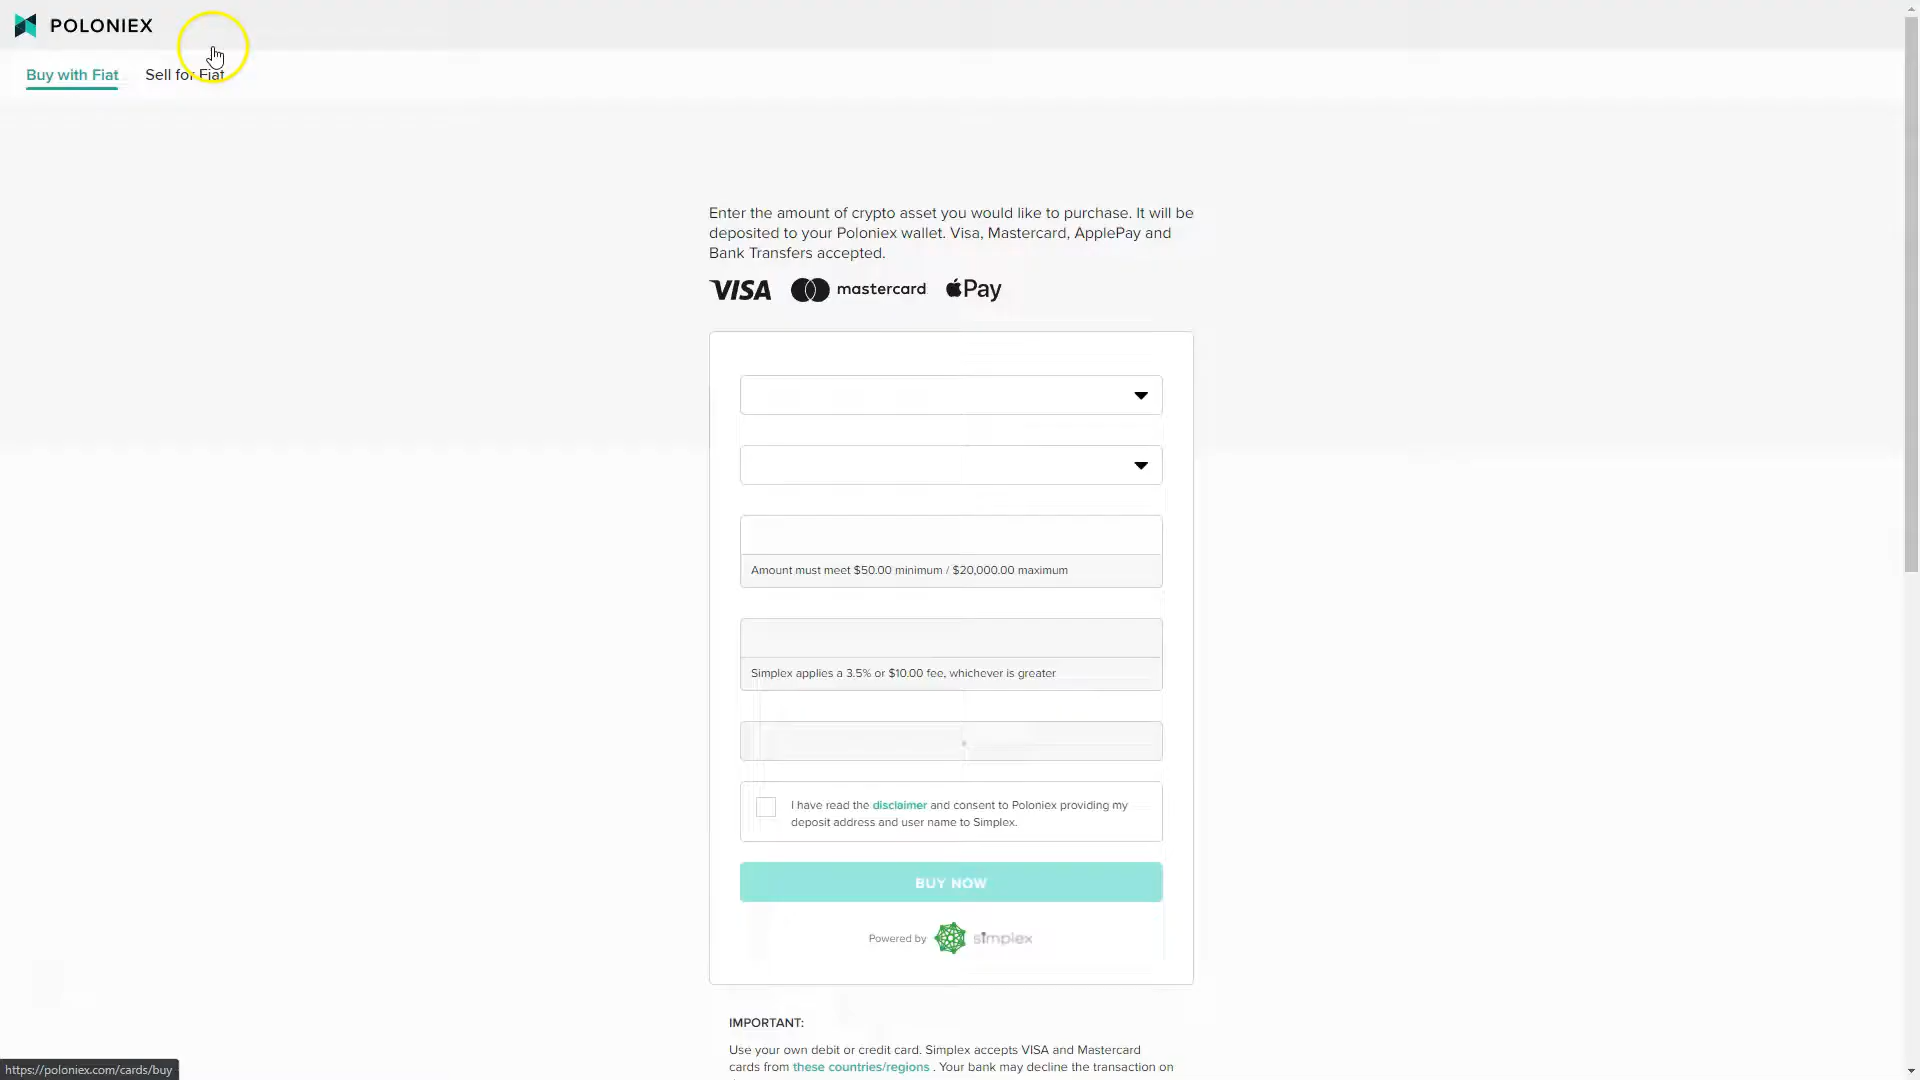 POLONIEX
Buy with Fiat
Sell for Fiat
Enter the amount of crypto asset you would like to purchase. It will be
deposited to your Poloniex wallet. Visa, Mastercard, ApplePay and
Bank Transfers accepted.
VISA mastercard Pay
Amount must meet $50.00 minimum / $20,000.00 maximum
Simplex applies a 3.5% or $10.00 fee, whichever is greater
I have read the disclaimer and consent to Poloniex providing my
deposit address and user name to Simplex.
BUY NOW
Powered by simplex
IMPORTANT:
Use your own debit or credit card. Simplex accepts VISA and Mastercard
cards from these countries/regions . Your bank may decline the transaction on
https://poloniex.com/cards/buy